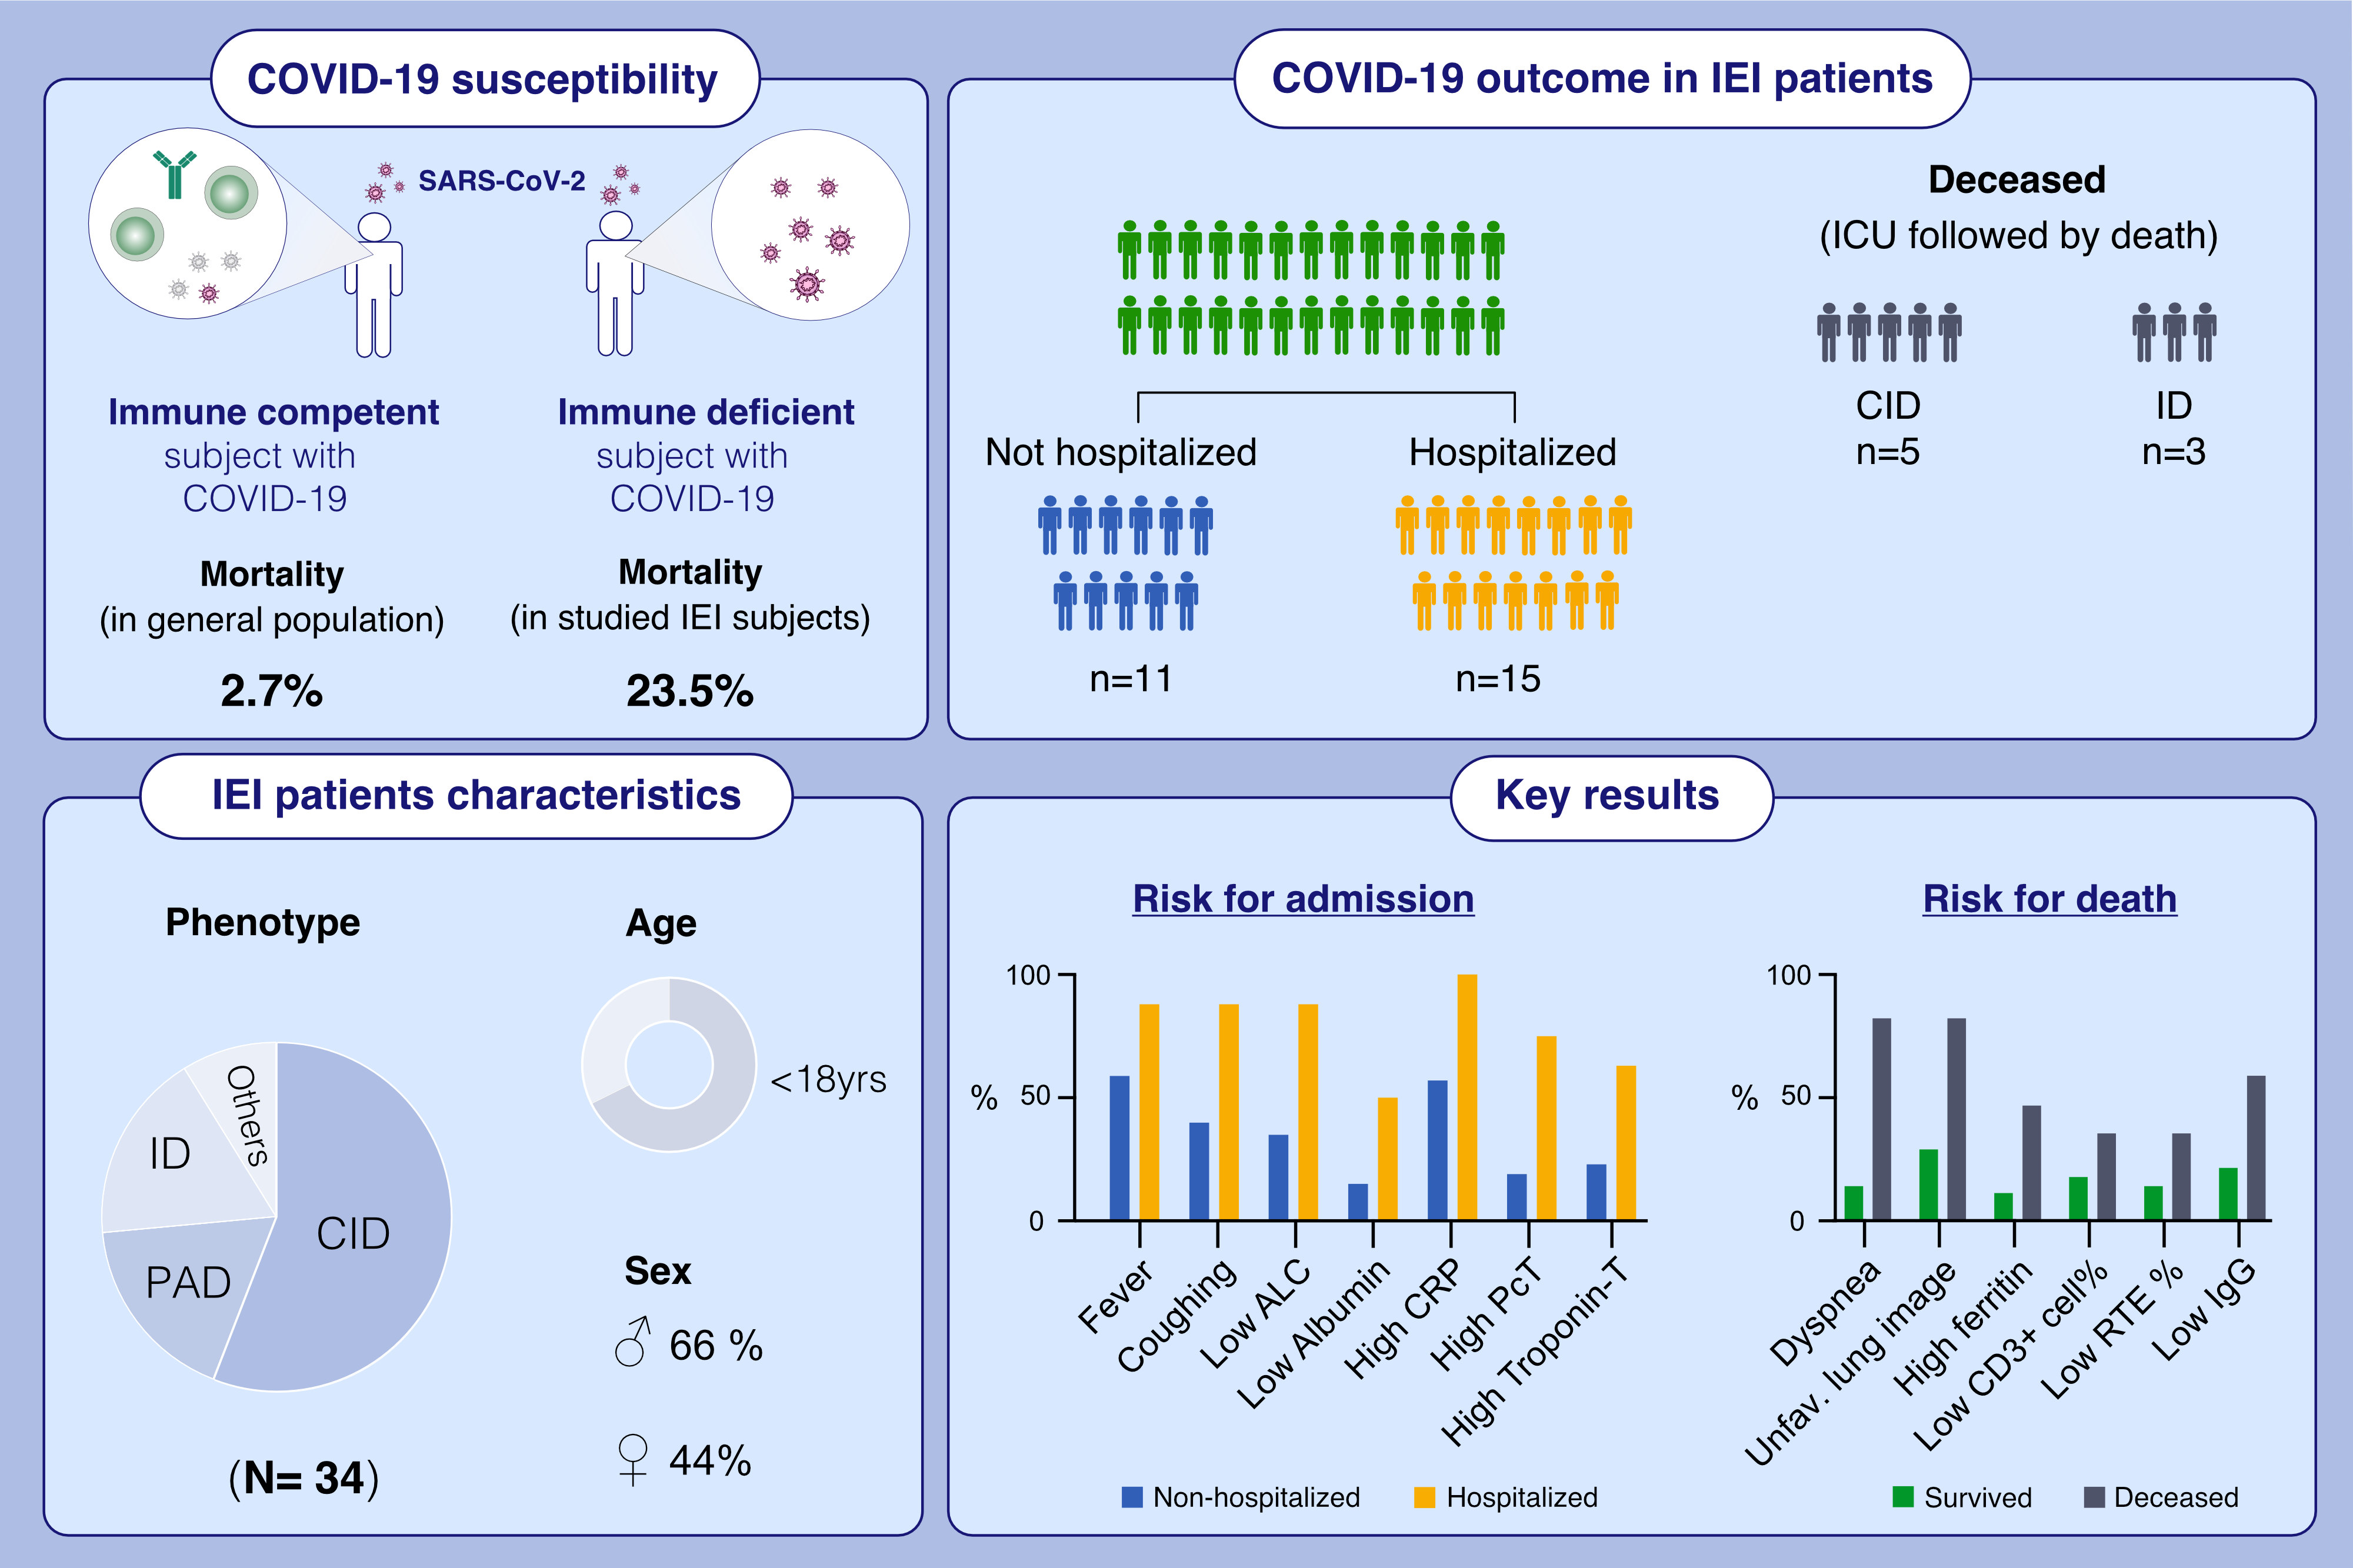 COVID-19 susceptibility
SARS-CoV-2
Immune competent
subject with
COVID-19
Mortality
(in general population)
2.7%
Immune deficient
subject with
COVID-19
Mortality
(in studied IEI subjects)
23.5%
COVID-19 outcome in IEI patients
Not hospitalized
n=11
Hospitalized
n=15
Deceased
(ICU followed by death)
CID
n=5
ID
n=3
IEI patients characteristics
Phenotype
Others
ID
PAD
CID
(N= 34)
Age
<18yrs
Sex
♂ 66 %
♀ 44%
Key results
Risk for admission
100
% 50
0
Fever
Coughing
Low ALC
Low Albumin
High CRP
High PcT
High Troponin-T
Non-hospitalized
Hospitalized
Risk for death
100
% 50
0
Dyspnea
Unfav. lung image
High ferritin
Low CD3+ cell%
Low RTE %
Low IgG
Survived
Deceased